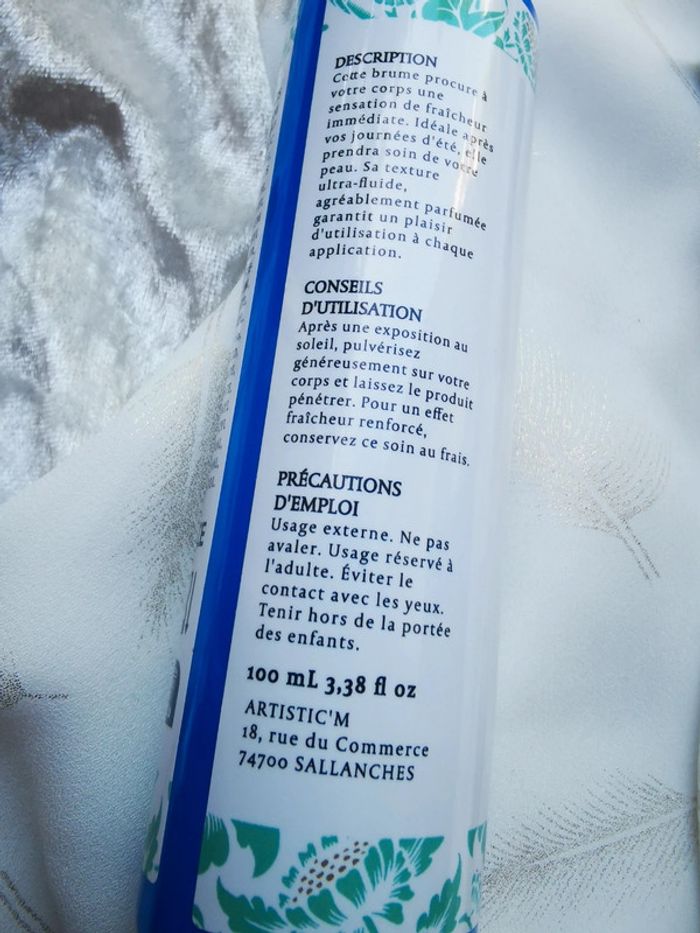 DESCRIPTION
Cette brume procure à
votre corps une
sensation de fraîcheur
immédiate. Idéale après
vos journées d'été, elle
prendra soin de votre
peau. Sa texture
ultra-fluide,
agréablement parfumée
garantit un plaisir
d'utilisation à chaque
application.
CONSEILS
D'UTILISATION
Après une exposition au
soleil, pulvérisez
généreusement sur votre
corps et laissez le produit
pénétrer. Pour un effet
fraîcheur renforcé,
conservez ce soin au frais.
PRÉCAUTIONS
D'EMPLOI
Usage externe. Ne pas
avaler. Usage réservé à
l'adulte. Éviter le
contact avec les yeux.
Tenir hors de la portée
des enfants.
100 mL 3,38 fl oz
ARTISTIC'M
18, rue du Commerce
74700 SALLANCHES